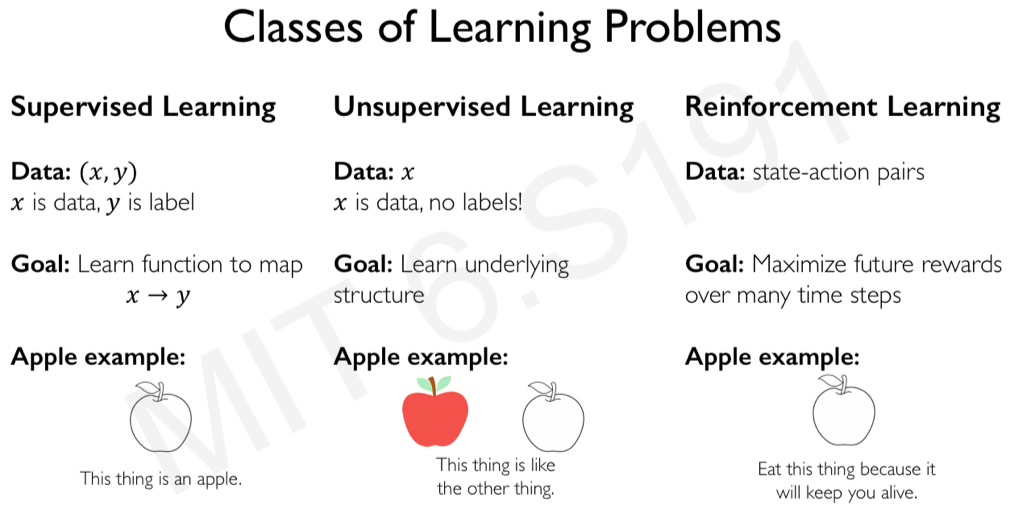 Classes of Learning Problems
Supervised Learning
Data: (x, y)
x is data, y is label
Goal: Learn function to map
x → y
Apple example:
This thing is an apple.
Unsupervised Learning
Data: x
x is data, no labels!
Goal: Learn underlying
structure
Apple example:
This thing is like
the other thing.
Reinforcement Learning
Data: state-action pairs
Goal: Maximize future rewards
over many time steps
Apple example:
Eat this thing because it
will keep you alive.
MIT 6.S191